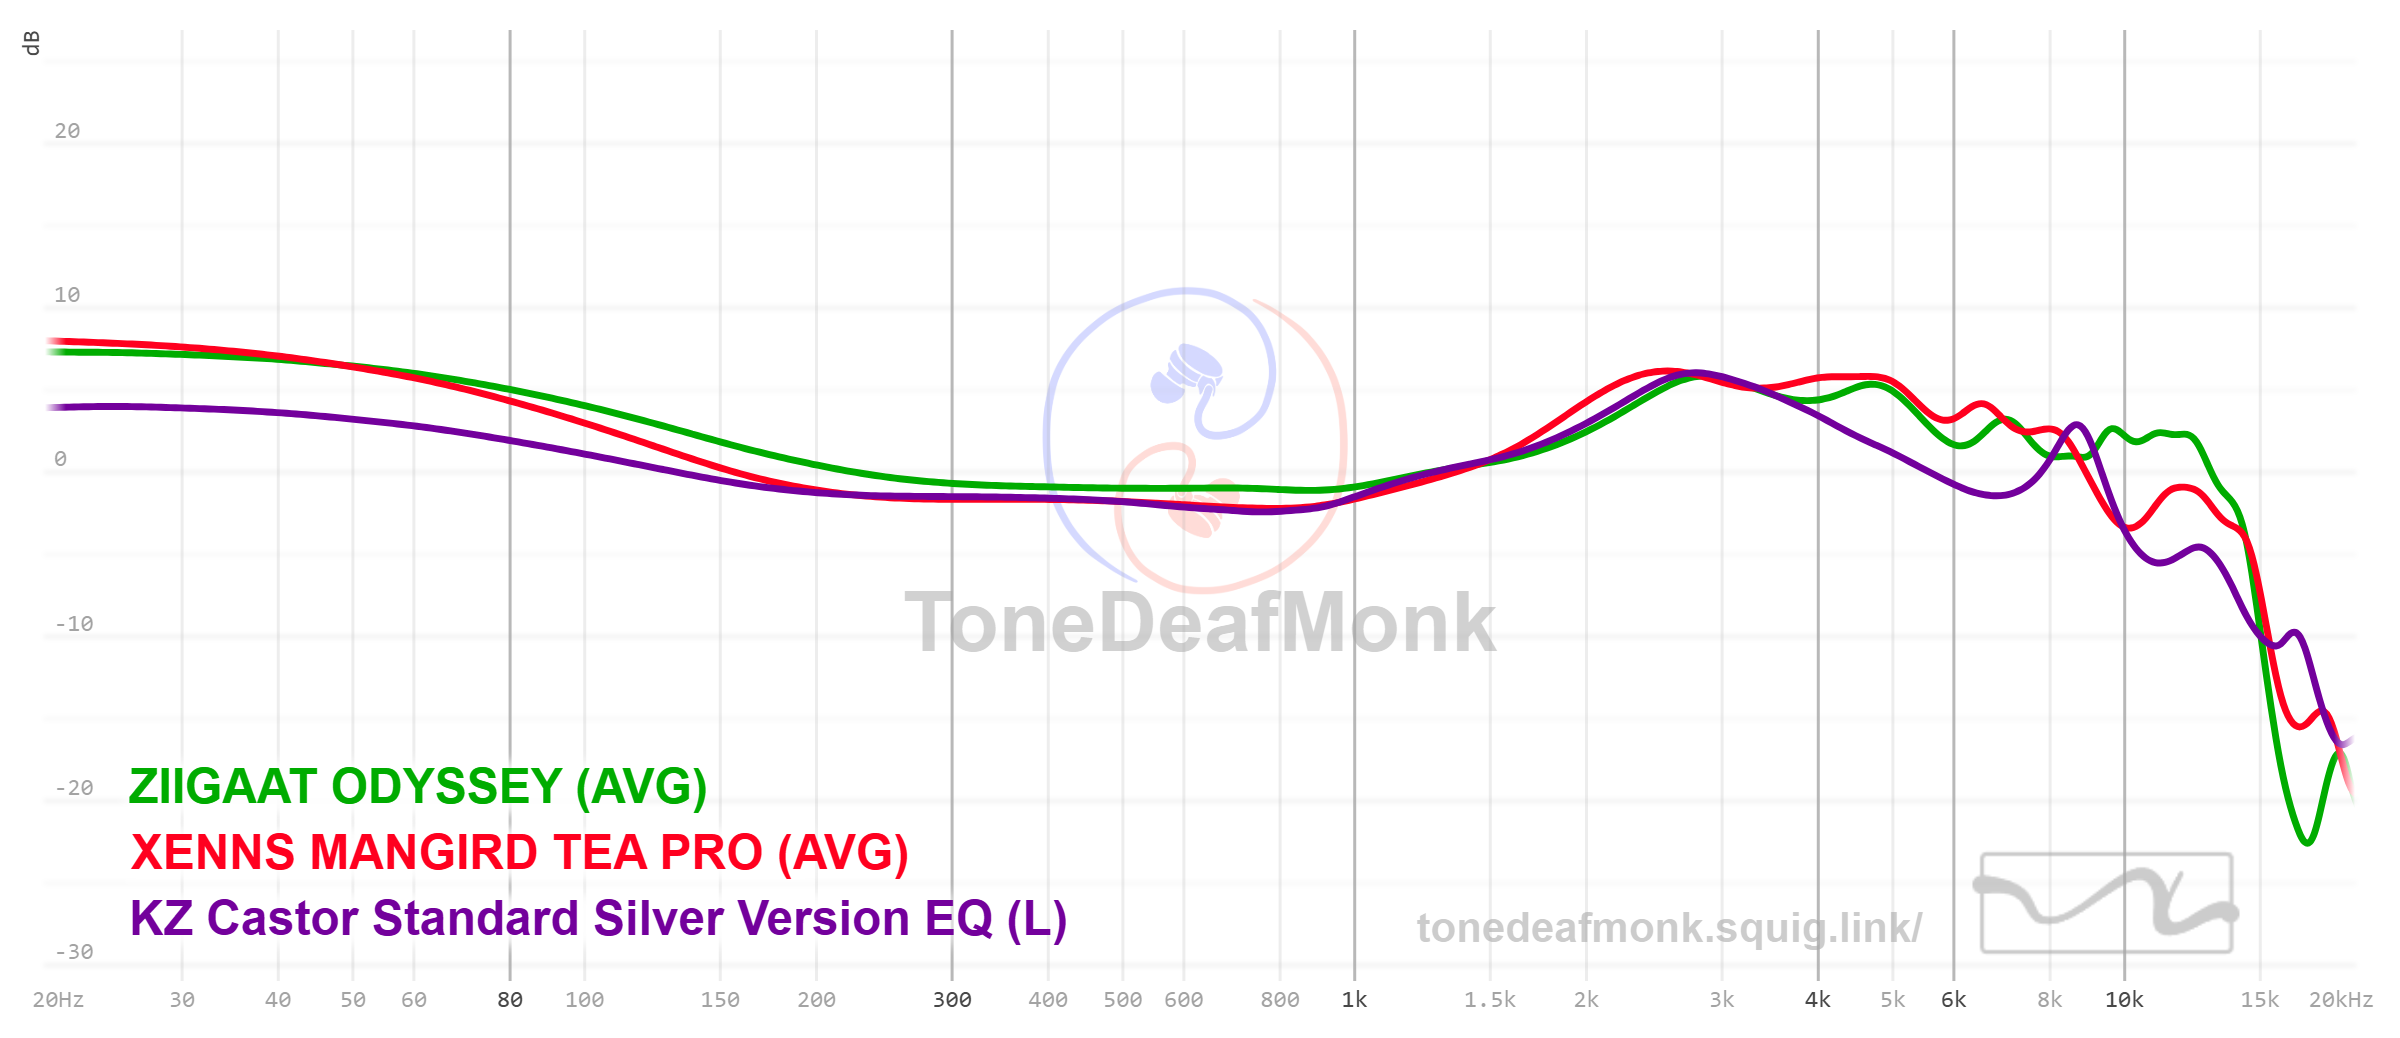 dB
20
10
0
-10
-20
-30
ToneDeafMonk
ZIIGAAT ODYSSEY (AVG)
XENNS MANGIRD TEA PRO (AVG)
KZ Castor Standard Silver Version EQ (L)
tonedeafmonk.squig.link/
20Hz 30 40 50 60 80 100 150 200 300 400 500 600 800 1k 1.5k 2k 3k 4k 5k 6k 8k 10k 15k 20kHz